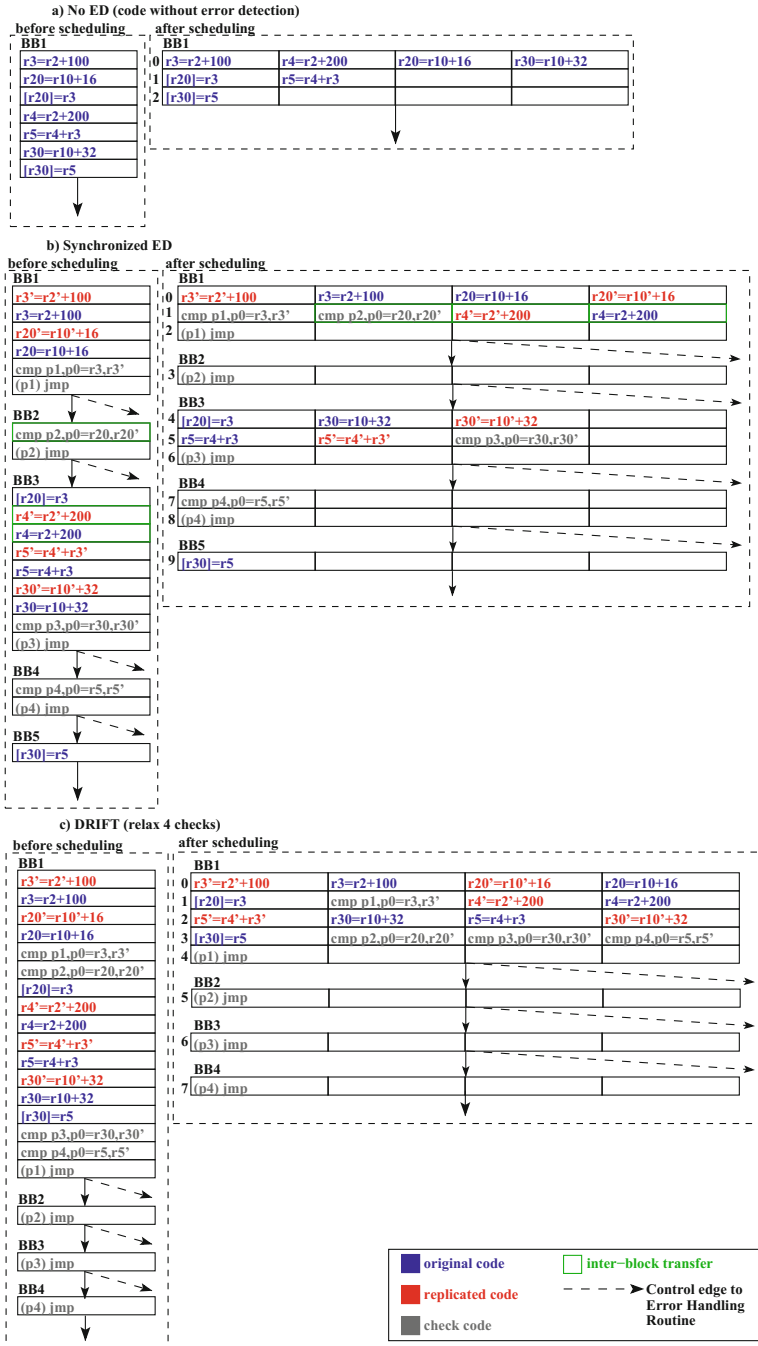 a) No ED (code without error detection)
before scheduling
BB1
r3=r2+100
r20=r10+16
[r20]=r3
r4=r2+200
r5=r4+r3
r30=r10+32
[r30]=r5
after scheduling
BB1
0 r3=r2+100 r4=r2+200 r20=r10+16 r30=r10+32
1 [r20]=r3 r5=r4+r3
2 [r30]=r5
b) Synchronized ED
before scheduling
BB1
r3'=r2'+100
r3=r2+100
r20'=r10'+16
r20=r10+16
cmp p1,p0=r3,r3'
(p1) jmp
BB2
cmp p2,p0=r20,r20'
(p2) jmp
BB3
[r20]=r3
r4'=r2'+200
r4=r2+200
r5'=r4'+r3'
r5=r4+r3
r30'=r10'+32
r30=r10+32
cmp p3,p0=r30,r30'
(p3) jmp
BB4
cmp p4,p0=r5,r5'
(p4) jmp
BB5
[r30]=r5
after scheduling
BB1
0 r3'=r2'+100 r3=r2+100 r20=r10+16 r20'=r10'+16
1 cmp p1,p0=r3,r3' cmp p2,p0=r20,r20' r4'=r2'+200 r4=r2+200
2 (p1) jmp
BB2
3 (p2) jmp
BB3
4 [r20]=r3 r30=r10+32 r30'=r10'+32
5 r5=r4+r3 r5'=r4'+r3' cmp p3,p0=r30,r30'
6 (p3) jmp
BB4
7 cmp p4,p0=r5,r5'
8 (p4) jmp
BB5
9 [r30]=r5
c) DRIFT (relax 4 checks)
before scheduling
BB1
r3'=r2'+100
r3=r2+100
r20'=r10'+16
r20=r10+16
cmp p1,p0=r3,r3'
cmp p2,p0=r20,r20'
[r20]=r3
r4'=r2'+200
r4=r2+200
r5'=r4'+r3'
r5=r4+r3
r30'=r10'+32
r30=r10+32
[r30]=r5
cmp p3,p0=r30,r30'
cmp p4,p0=r5,r5'
(p1) jmp
BB2
(p2) jmp
BB3
(p3) jmp
BB4
(p4) jmp
after scheduling
BB1
0 r3'=r2'+100 r3=r2+100 r20'=r10'+16 r20=r10+16
1 [r20]=r3 cmp p1,p0=r3,r3' r4'=r2'+200 r4=r2+200
2 r5'=r4'+r3' r30=r10+32 r5=r4+r3 r30'=r10'+32
3 [r30]=r5 cmp p2,p0=r20,r20' cmp p3,p0=r30,r30' cmp p4,p0=r5,r5'
4 (p1) jmp
BB2
5 (p2) jmp
BB3
6 (p3) jmp
BB4
7 (p4) jmp
original code
replicated code
check code
inter−block transfer
Control edge to
Error Handling
Routine